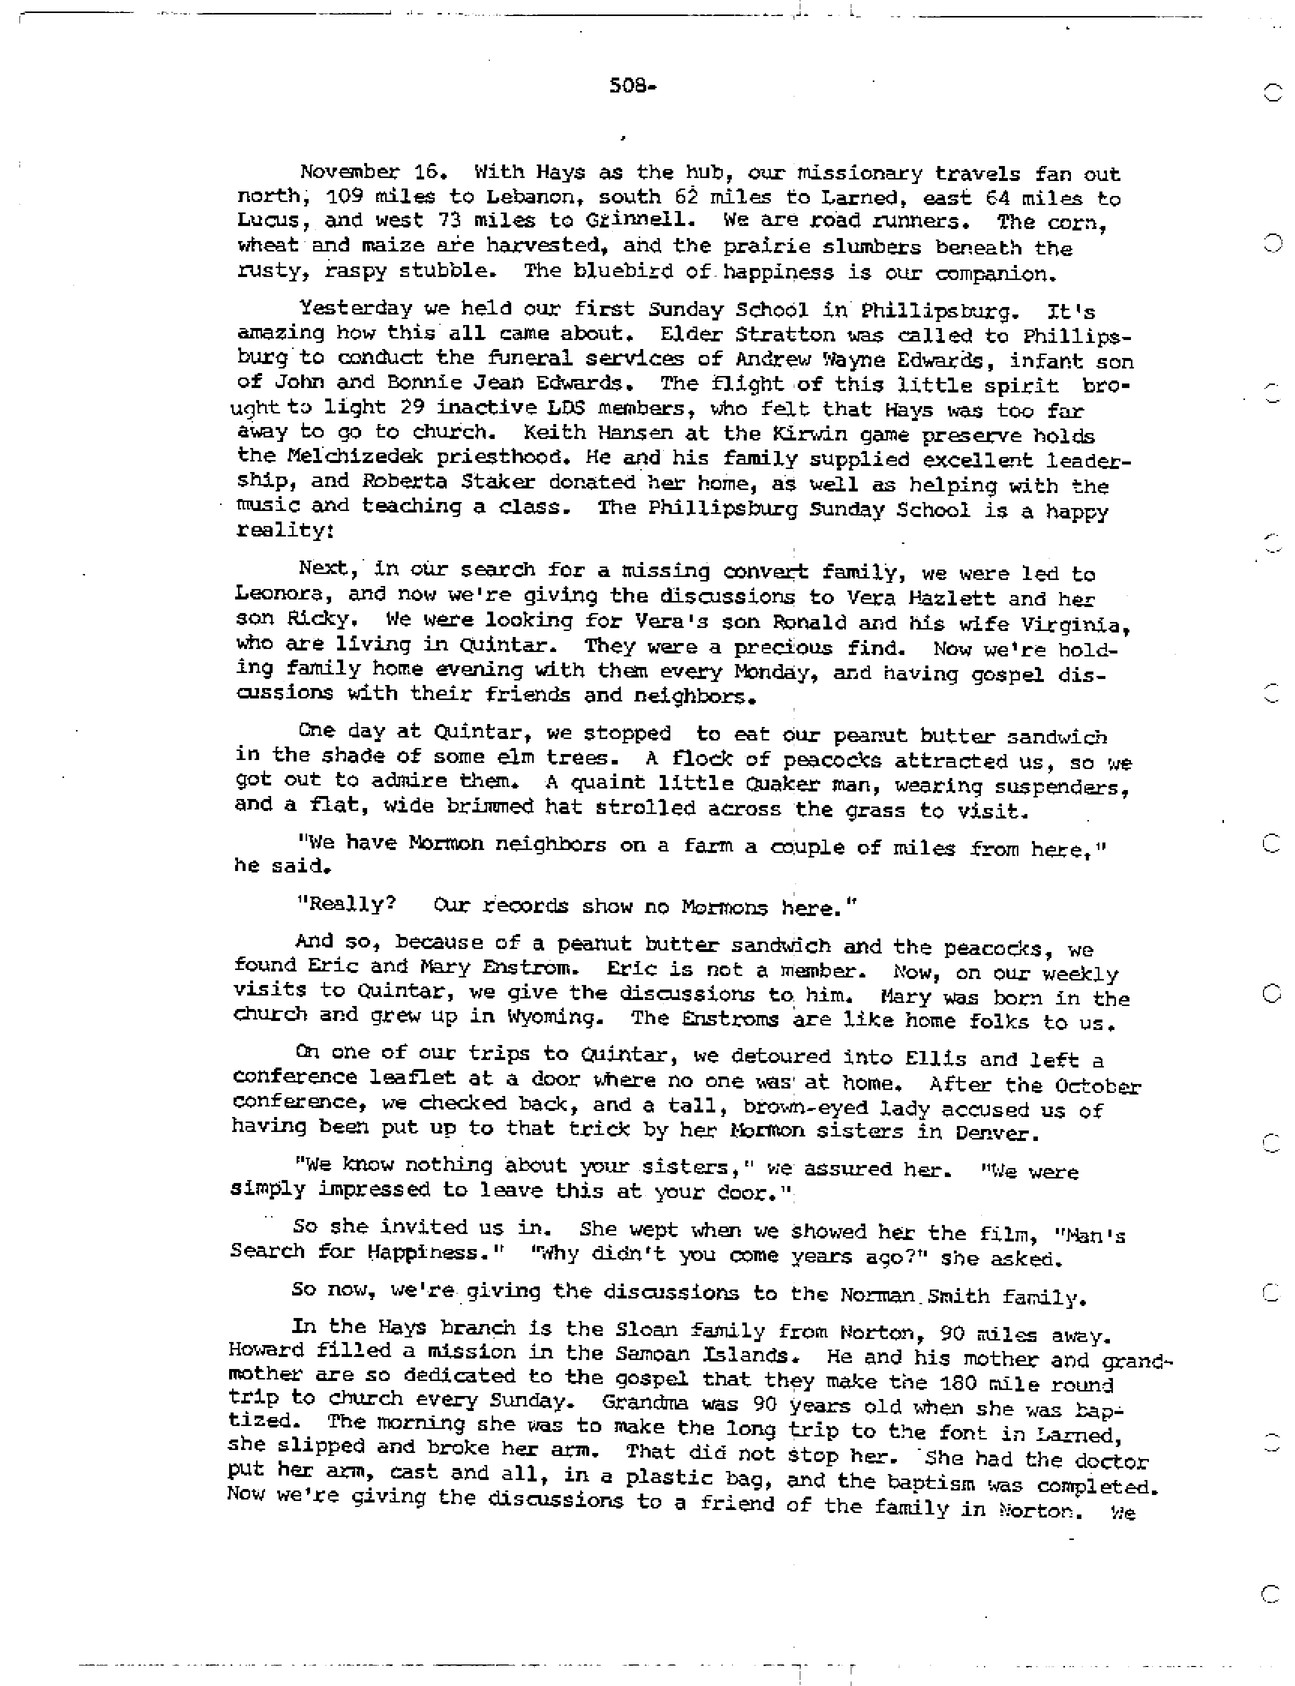 508-
November 16. With Hays as the hub, our missionary travels fan out
north, 109 miles to Lebanon, south 62 miles to Larned, east 64 miles to
Lucus, and west 73 miles to Grinnell. We are road runners. The corn,
wheat and maize are harvested, and the prairie slumbers beneath the
rusty, raspy stubble. The bluebird of happiness is our companion.
Yesterday we held our first Sunday School in Phillipsburg. It's
amazing how this all came about. Elder Stratton was called to Phillips-
burg to conduct the funeral services of Andrew Wayne Edwards, infant son
of John and Bonnie Jean Edwards. The flight of this little spirit bro-
ught to light 29 inactive LDS members, who felt that Hays was too far
away to go to church. Keith Hansen at the Kirwin game preserve holds
the Melchizedek priesthood. He and his family supplied excellent leader-
ship, and Roberta Staker donated her home, as well as helping with the
music and teaching a class. The Phillipsburg Sunday School is a happy
reality!
Next, in our search for a missing convert family, we were led to
Leonora, and now we're giving the discussions to Vera Hazlett and her
son Ricky. We were looking for Vera's son Ronald and his wife Virginia,
who are living in Quintar. They were a precious find. Now we're hold-
ing family home evening with them every Monday, and having gospel dis-
cussions with their friends and neighbors.
One day at Quintar, we stopped to eat our peanut butter sandwich
in the shade of some elm trees. A flock of peacocks attracted us, so we
got out to admire them. A quaint little Quaker man, wearing suspenders,
and a flat, wide brimmed hat strolled across the grass to visit.
"We have Mormon neighbors on a farm a couple of miles from here,"
he said.
"Really? Our records show no Mormons here."
And so, because of a peanut butter sandwich and the peacocks, we
found Eric and Mary Enstrom. Eric is not a member. Now, on our weekly
visits to Quintar, we give the discussions to him. Mary was born in the
church and grew up in Wyoming. The Enstroms are like home folks to us.
On one of our trips to Quintar, we detoured into Ellis and left a
conference leaflet at a door where no one was at home. After the October
conference, we checked back, and a tall, brown-eyed lady accused us of
having been put up to that trick by her Mormon sisters in Denver.
"We know nothing about your sisters," we assured her. "We were
simply impressed to leave this at your door."
So she invited us in. She wept when we showed her the film, "Man's
Search for Happiness." "Why didn't you come years ago?" she asked.
So now, we're giving the discussions to the Norman Smith family.
In the Hays branch is the Sloan family from Norton, 90 miles away.
Howard filled a mission in the Samoan Islands. He and his mother and grand-
mother are so dedicated to the gospel that they make the 180 mile round
trip to church every Sunday. Grandma was 90 years old when she was bap-
tized. The morning she was to make the long trip to the font in Larned,
she slipped and broke her arm. That did not stop her. She had the doctor
put her arm, cast and all, in a plastic bag, and the baptism was completed.
Now we're giving the discussions to a friend of the family in Norton. We